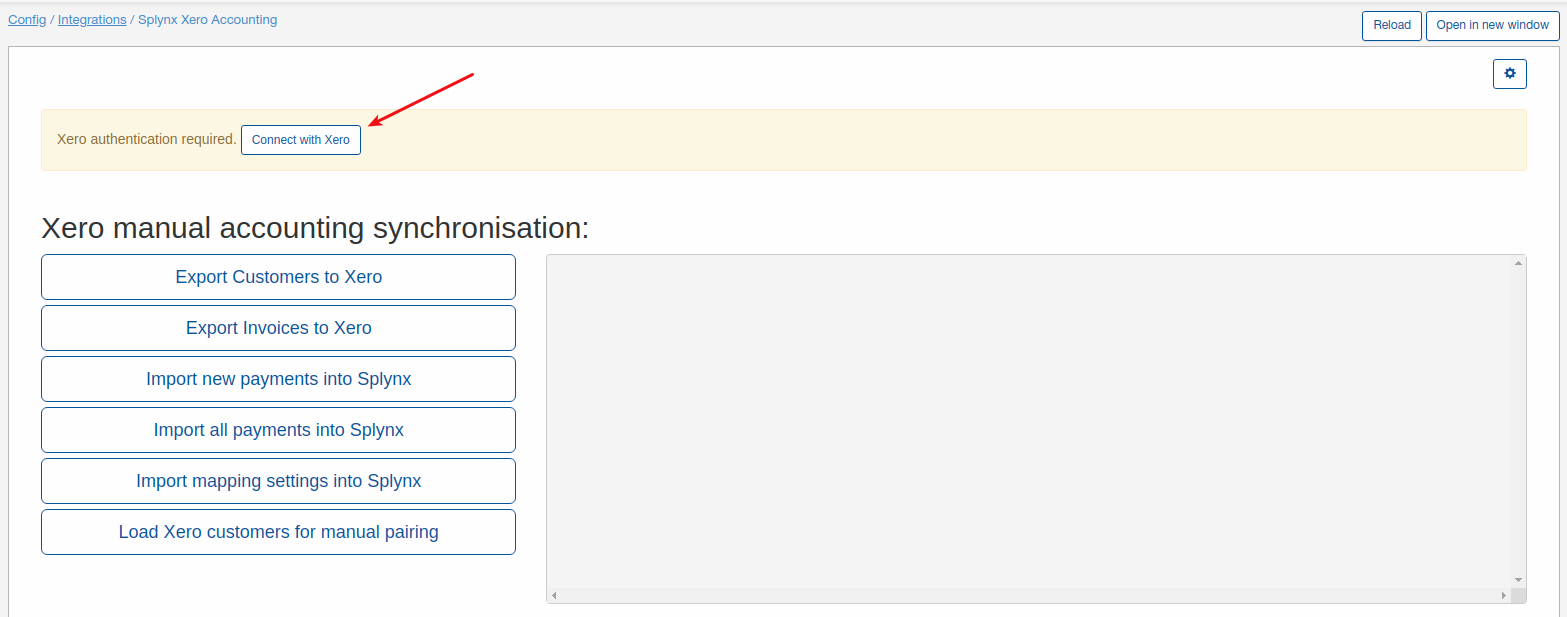 Config / Integrations / Splynx Xero Accounting
Reload
Open in new window
Xero authentication required. Connect with Xero
Xero manual accounting synchronisation:
Export Customers to Xero
Export Invoices to Xero
Import new payments into Splynx
Import all payments into Splynx
Import mapping settings into Splynx
Load Xero customers for manual pairing